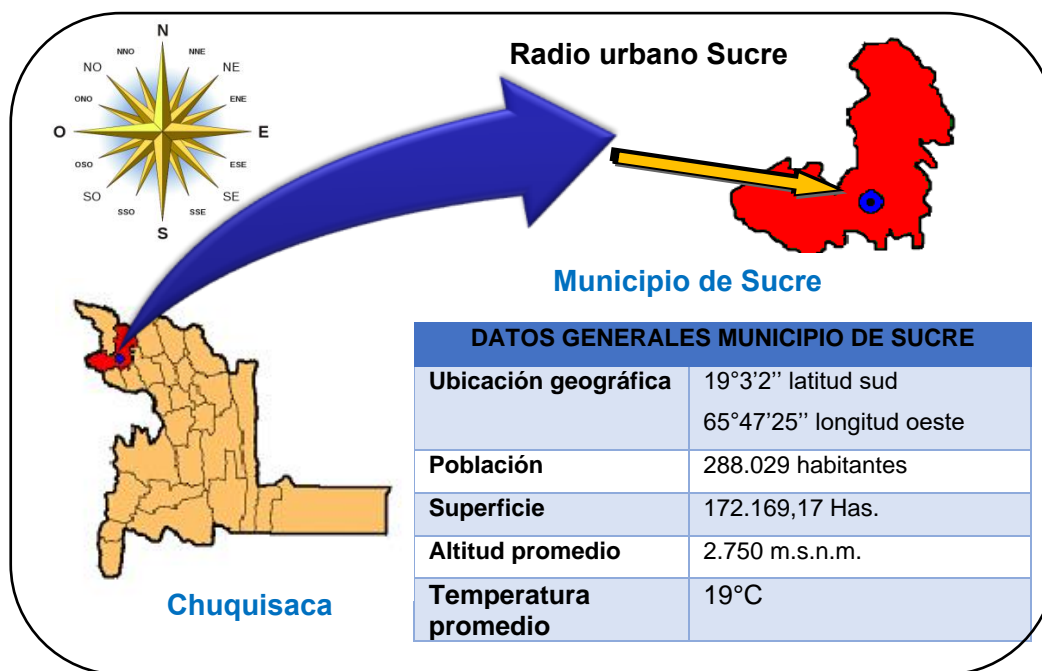 N
NNO
NNE
NO
NE
ONO
ENE
O
E
OSO
ESE
SO
SE
SSO
SSE
S
Radio urbano Sucre
Municipio de Sucre
Chuquisaca
DATOS GENERALES MUNICIPIO DE SUCRE
Ubicación geográfica
19°3’2’’ latitud sud
65°47’25’’ longitud oeste
Población
288.029 habitantes
Superficie
172.169,17 Has.
Altitud promedio
2.750 m.s.n.m.
Temperatura
promedio
19°C